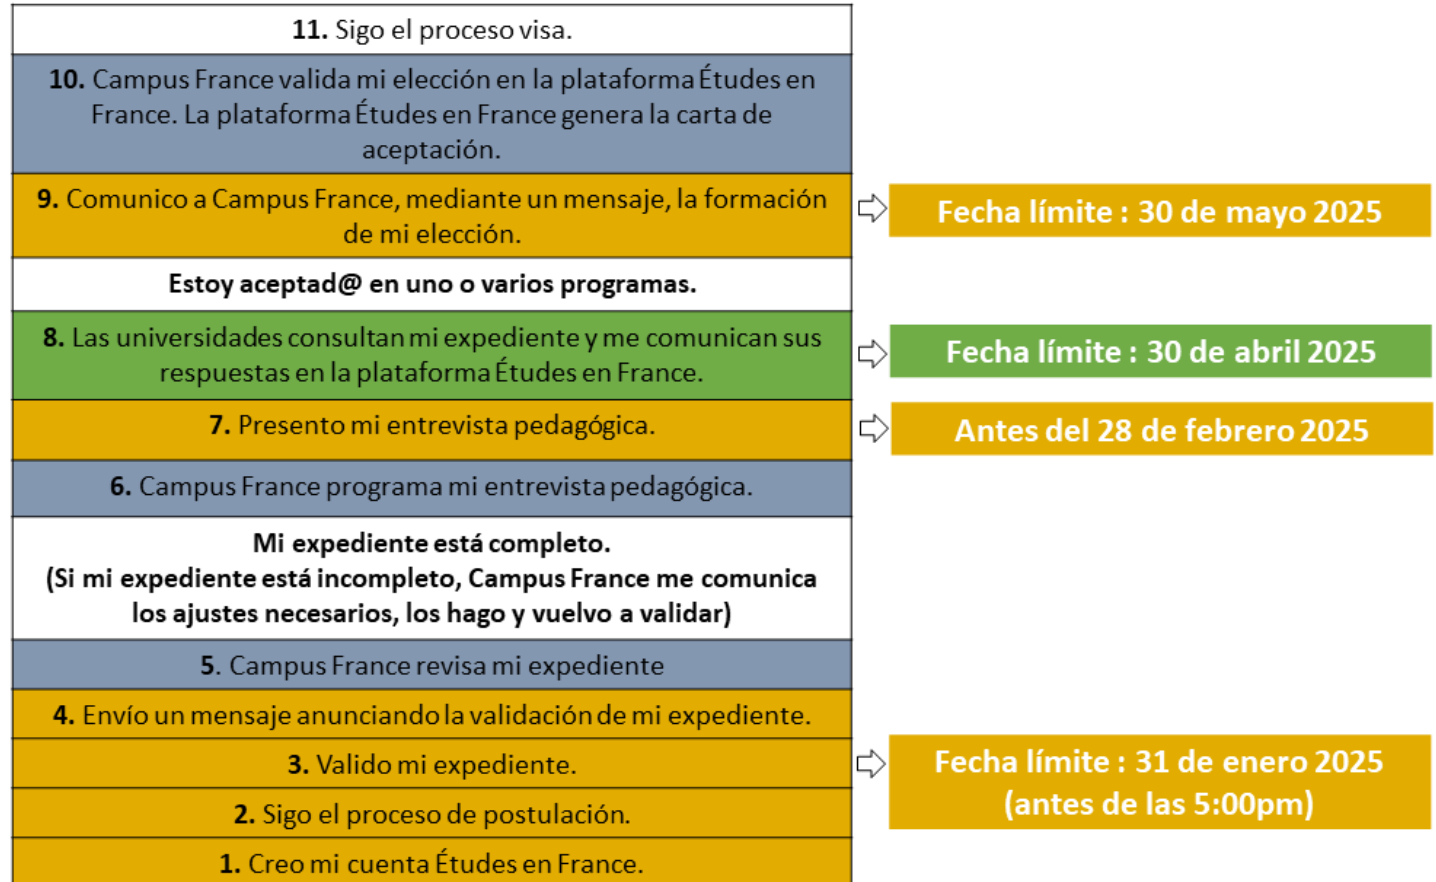 11. Sigo el proceso visa.
10. Campus France valida mi elección en la plataforma Études en
France. La plataforma Études en France genera la carta de
aceptación.
9. Comunico a Campus France, mediante un mensaje, la formación
de mi elección.
Fecha límite : 30 de mayo 2025
Estoy aceptad@ en uno o varios programas.
8. Las universidades consultan mi expediente y me comunican sus
respuestas en la plataforma Études en France.
Fecha límite : 30 de abril 2025
7. Presento mi entrevista pedagógica.
Antes del 28 de febrero 2025
6. Campus France programa mi entrevista pedagógica.
Mi expediente está completo.
(Si mi expediente está incompleto, Campus France me comunica
los ajustes necesarios, los hago y vuelvo a validar)
5. Campus France revisa mi expediente
4. Envío un mensaje anunciando la validación de mi expediente.
3. Valido mi expediente.
Fecha límite : 31 de enero 2025
(antes de las 5:00pm)
2. Sigo el proceso de postulación.
1. Creo mi cuenta Études en France.